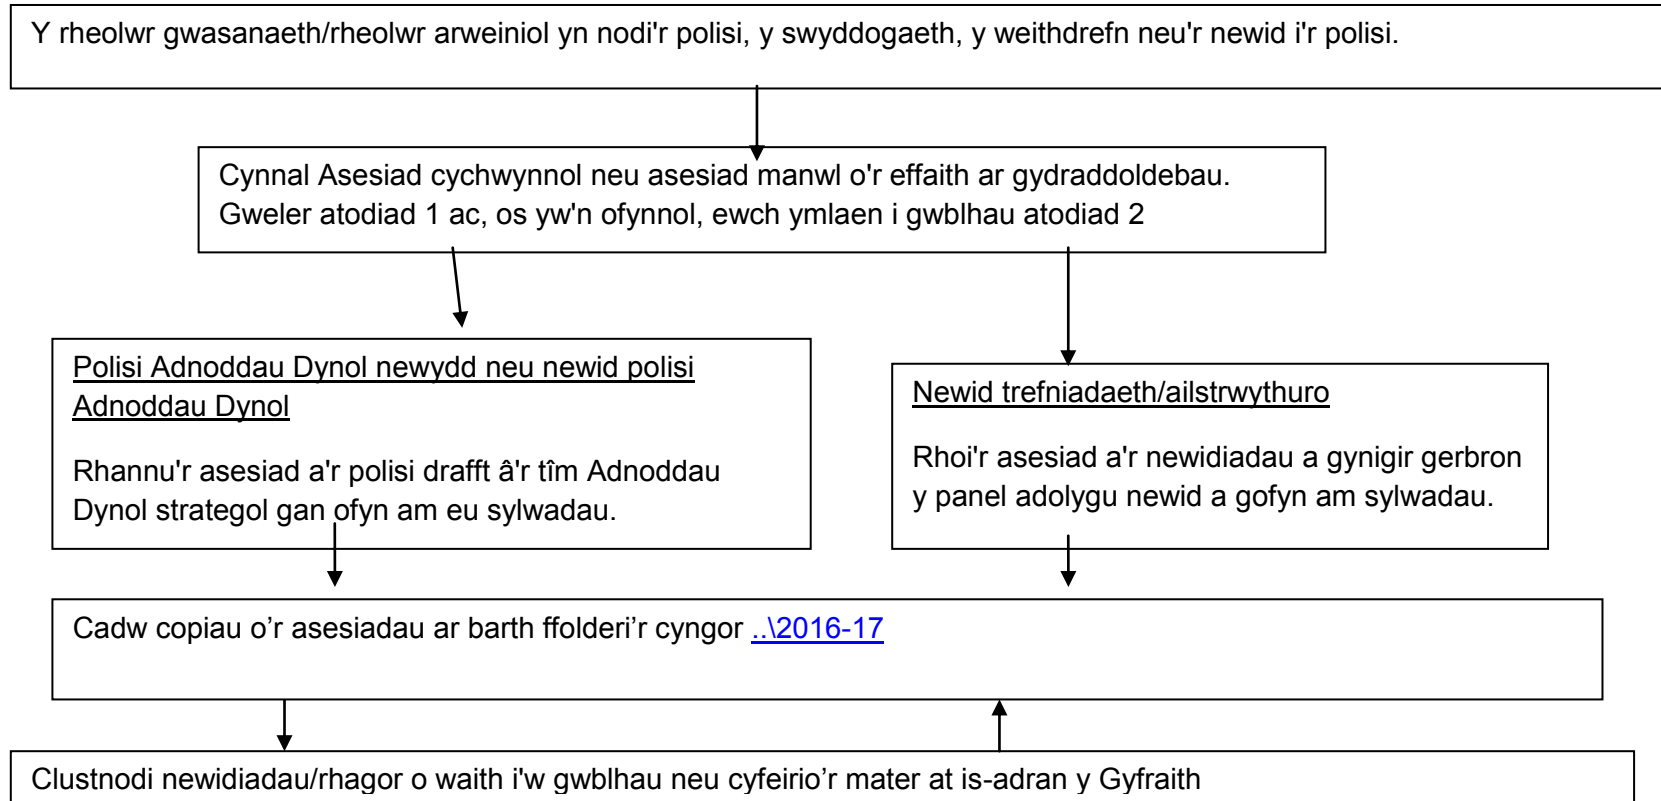 Y rheolwr gwasanaeth/rheolwr arweiniol yn nodi'r polisi, y swyddogaeth, y weithdrefn neu'r newid i'r polisi.
Cynnal Asesiad cychwynnol neu asesiad manwl o'r effaith ar gydraddoldebau.
Gweler atodiad 1 ac, os yw'n ofynnol, ewch ymlaen i gwblhau atodiad 2
Polisi Adnoddau Dynol newydd neu newid polisi
Adnoddau Dynol
Rhannu'r asesiad a'r polisi drafft â'r tîm Adnoddau
Dynol strategol gan ofyn am eu sylwadau.
Newid trefniadaeth/ailstrwythuro
Rhoi'r asesiad a'r newidiadau a gynigir gerbron
y panel adolygu newid a gofyn am sylwadau.
Cadw copiau o’r asesiadau ar barth ffolderi’r cyngor ..\2016-17
Clustnodi newidiadau/rhagor o waith i'w gwblhau neu cyfeirio’r mater at is-adran y Gyfraith